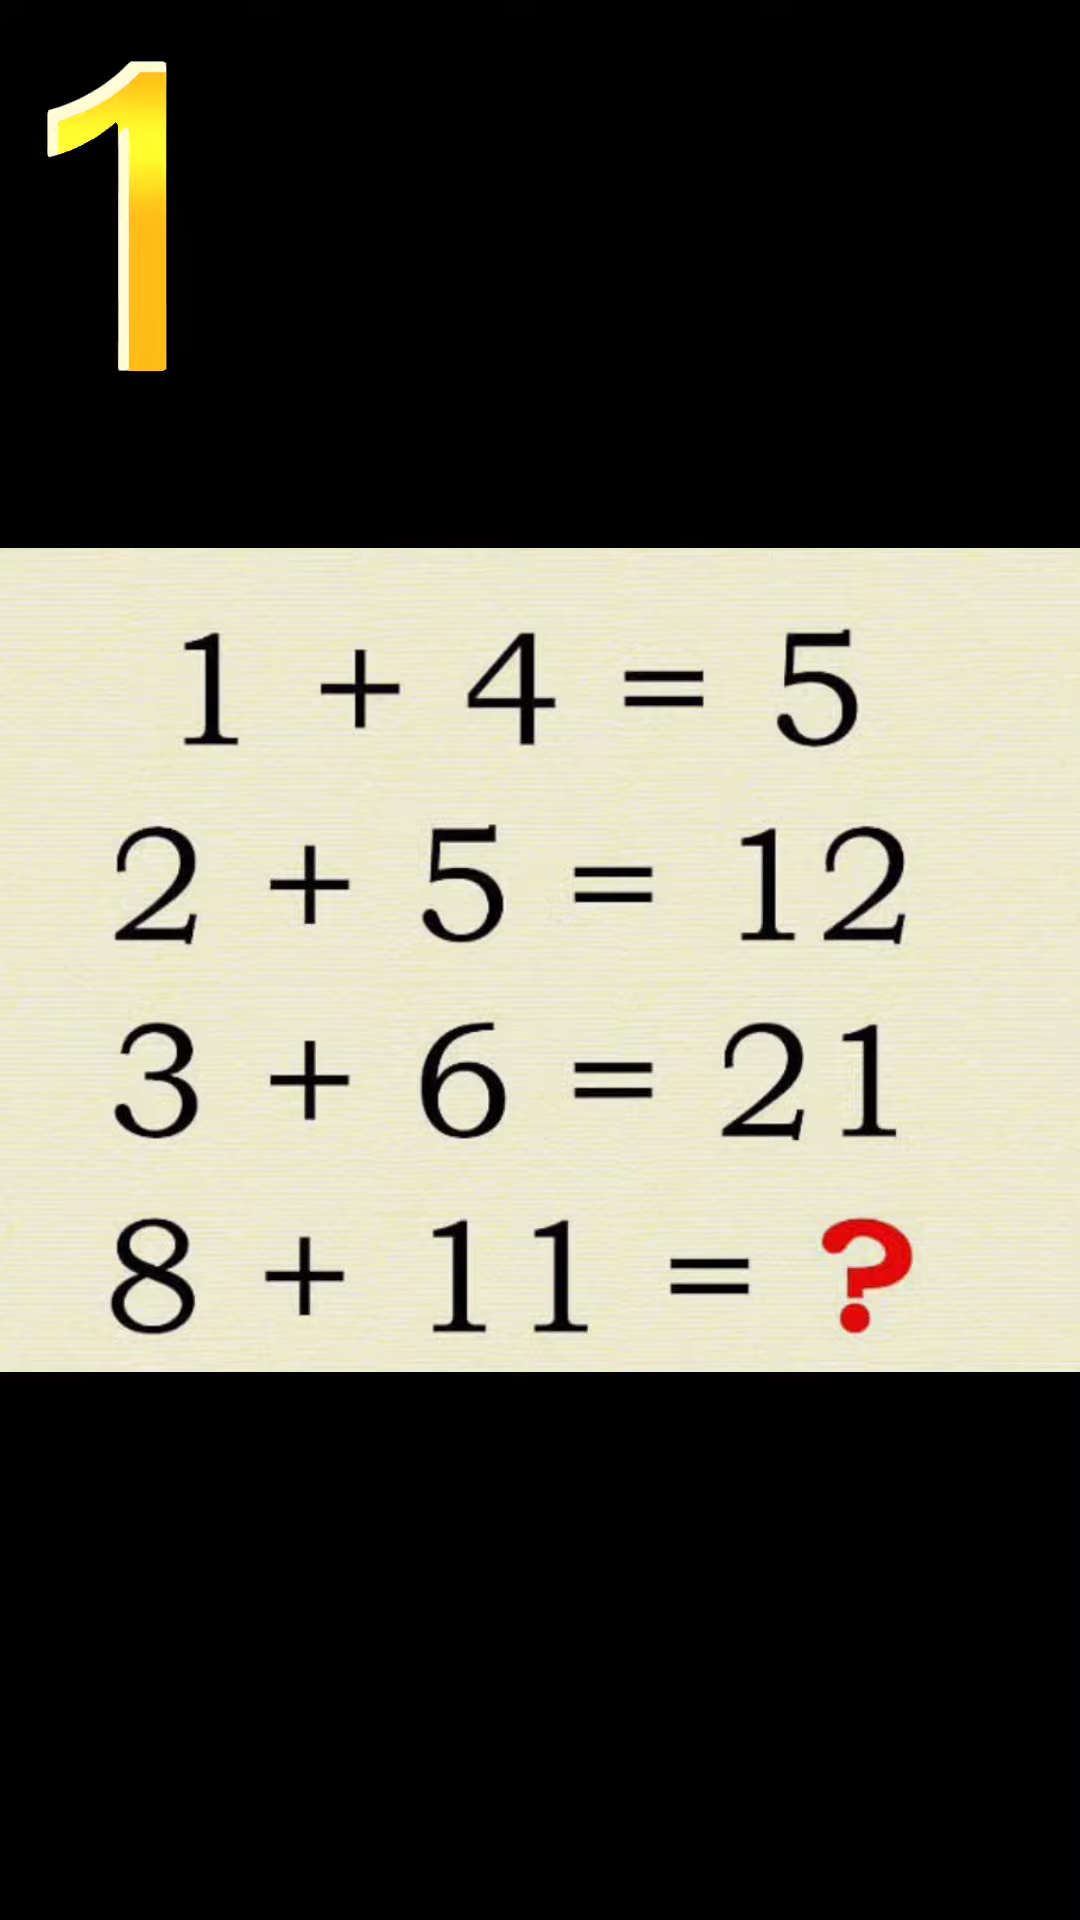 1
1 + 4 = 5
2 + 5 = 12
3 + 6 = 21
8 + 11 = ?